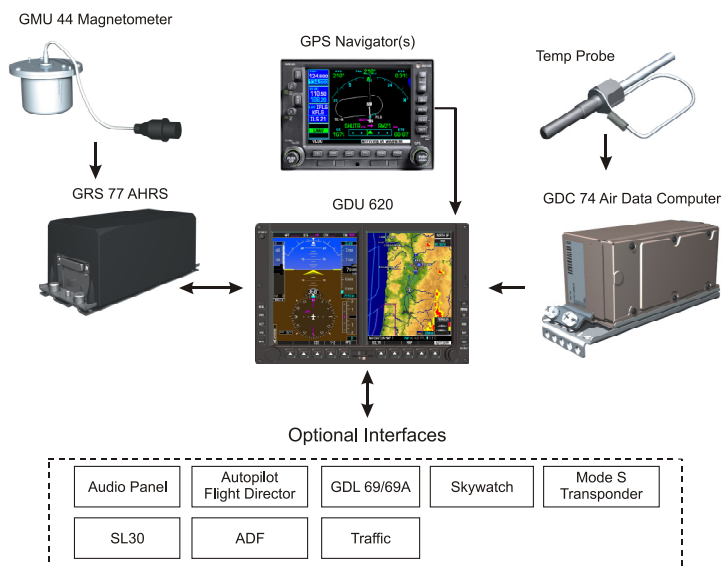 GMU 44 Magnetometer
GPS Navigator(s)
Temp Probe
GRS 77 AHRS
GDU 620
GDC 74 Air Data Computer
Optional Interfaces
Audio Panel
Autopilot
Flight Director
GDL 69/69A
Skywatch
Mode S
Transponder
SL30
ADF
Traffic